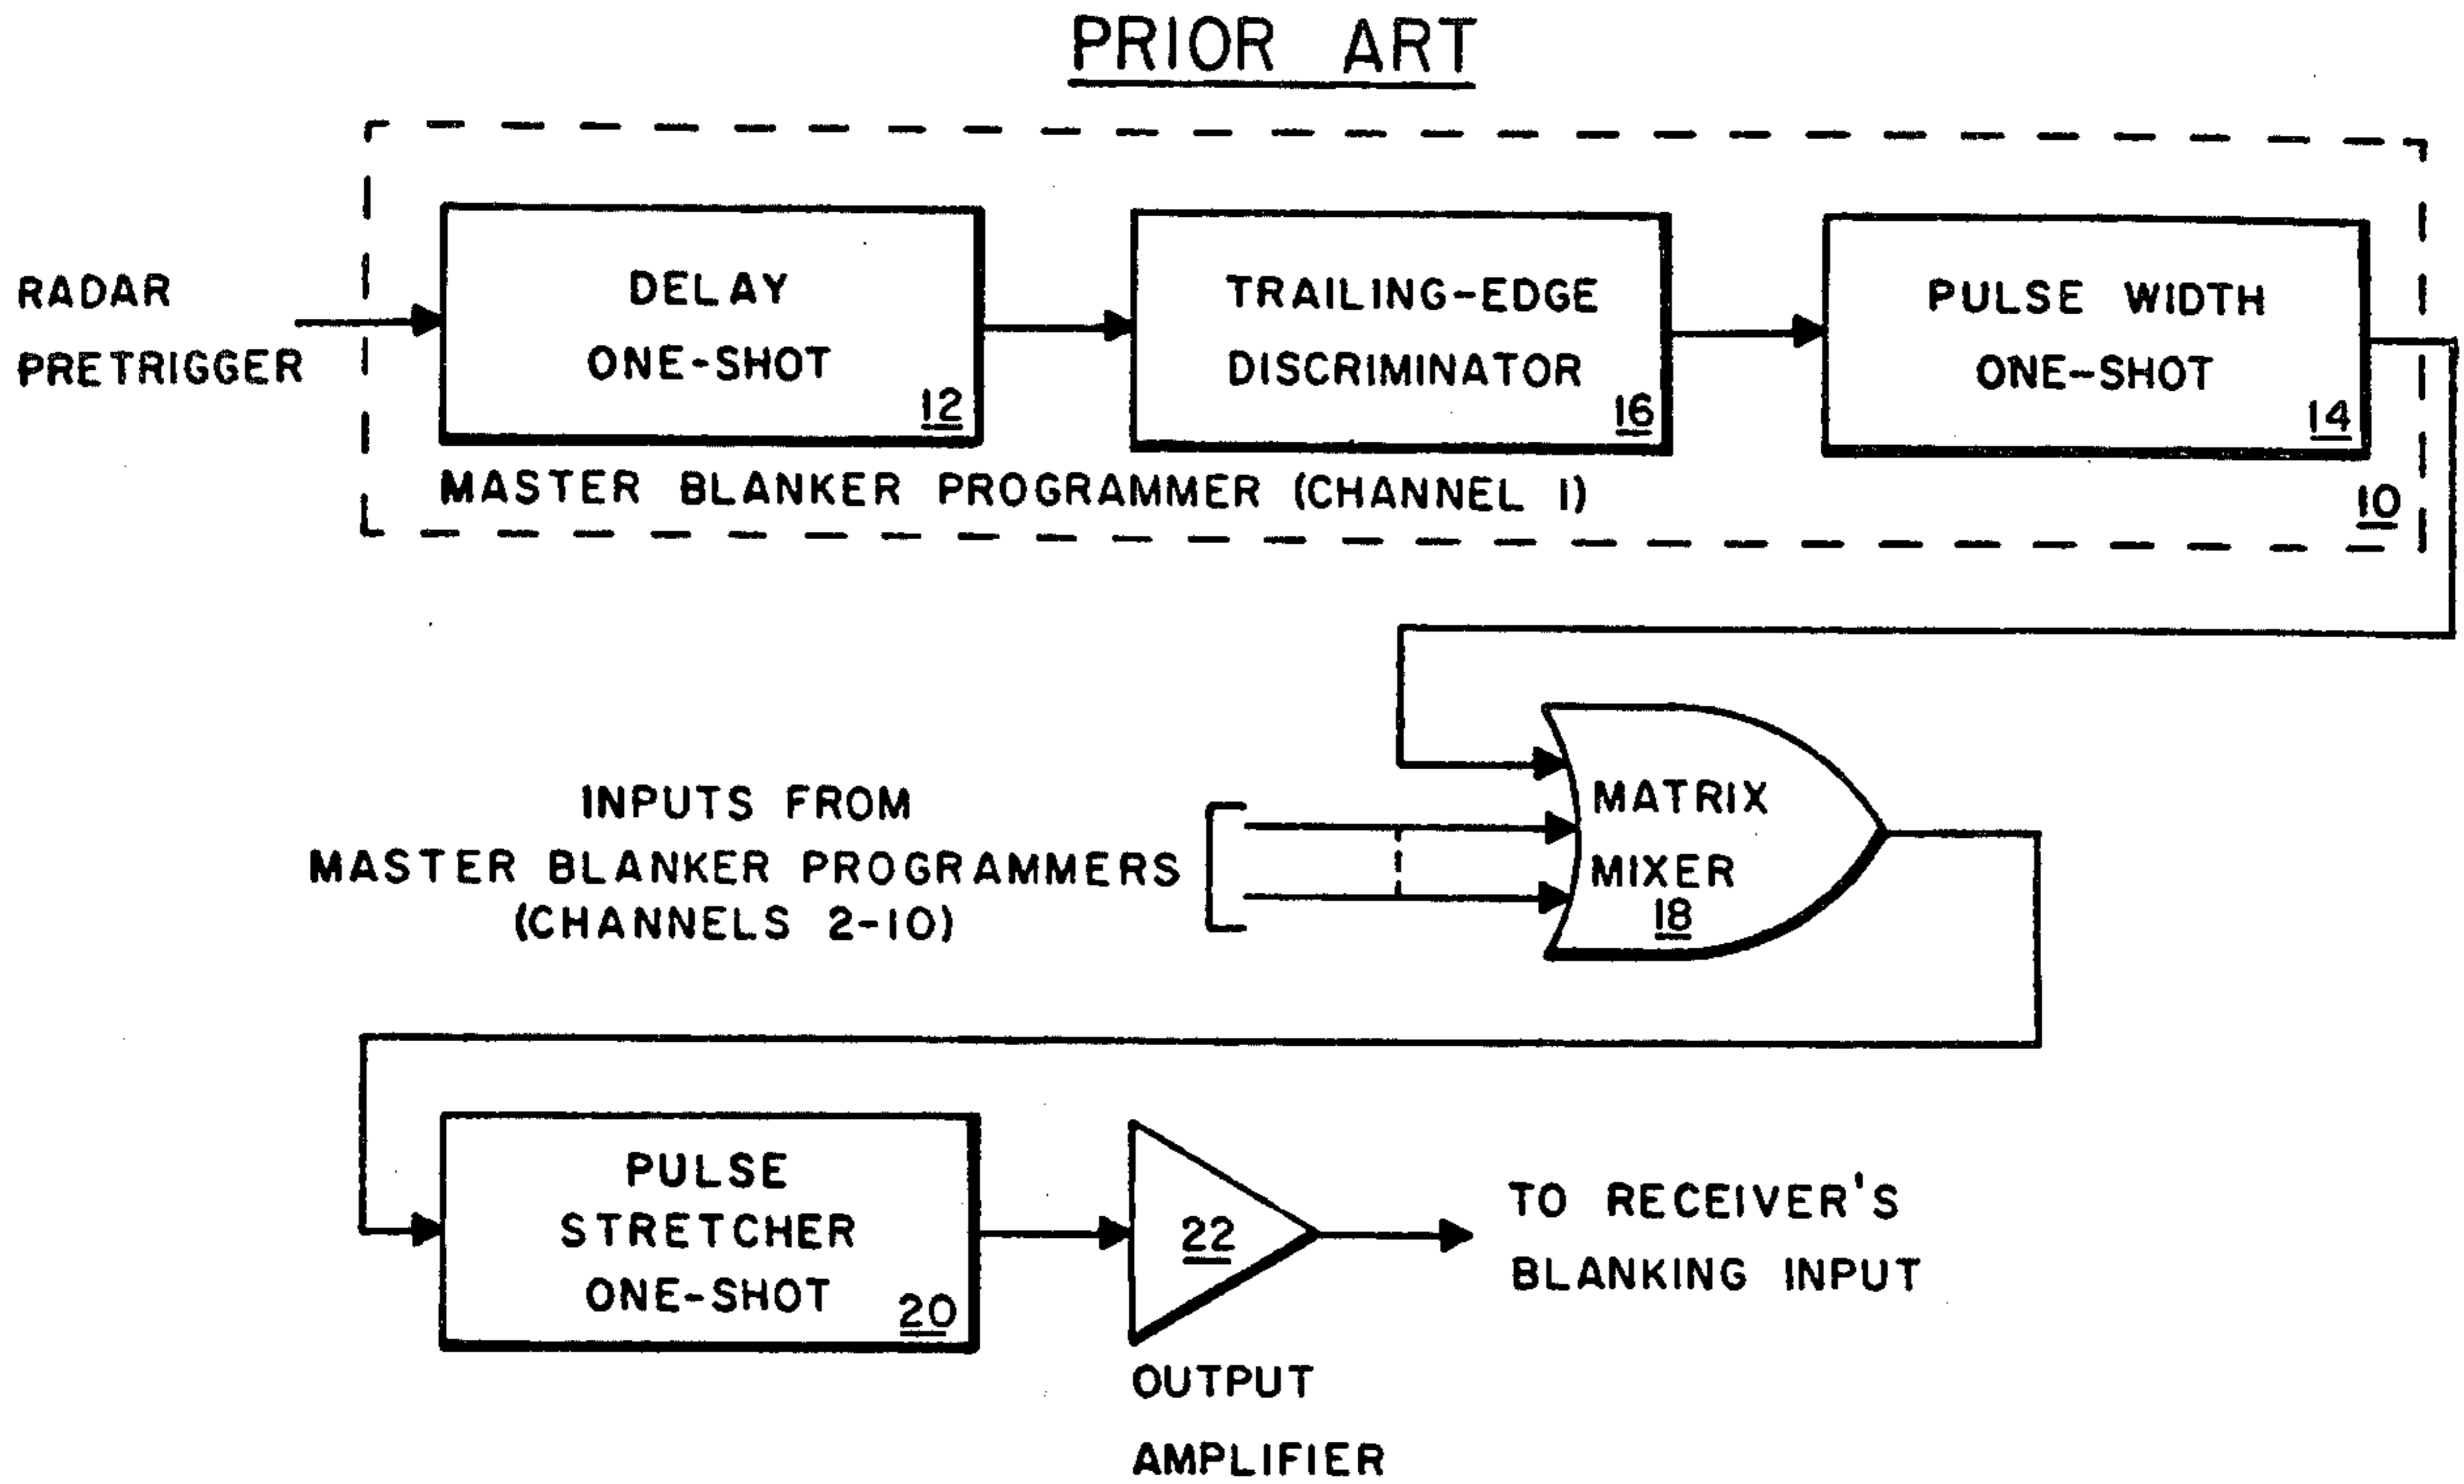 PRIOR ART
RADAR
PRETRIGGER
DELAY
ONE-SHOT
12
TRAILING-EDGE
DISCRIMINATOR
16
PULSE WIDTH
ONE-SHOT
14
MASTER BLANKER PROGRAMMER (CHANNEL 1)
10
INPUTS FROM
MASTER BLANKER PROGRAMMERS
(CHANNELS 2-10)
MATRIX
MIXER
18
PULSE
STRETCHER
ONE-SHOT
20
22
OUTPUT
AMPLIFIER
TO RECEIVER'S
BLANKING INPUT